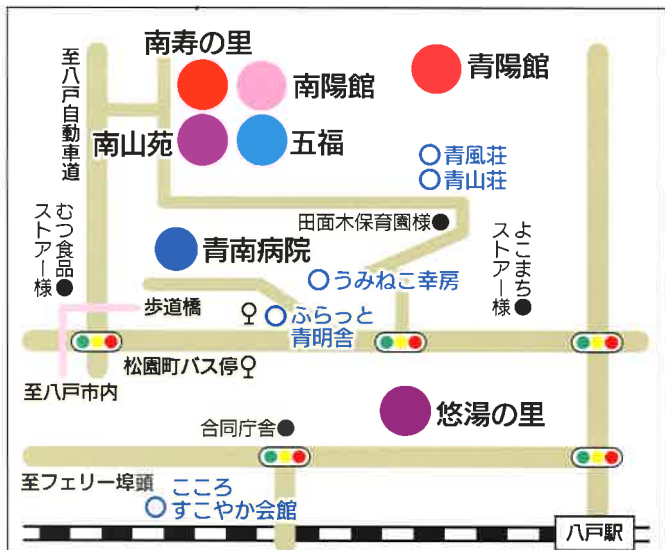 南寿の里
青陽館
南陽館
至八戸自動車道
南山苑
五福
青風荘
青山荘
むつ食品
ストアー様
田面木保育園様
よこまち
ストアー様
青南病院
うみねこ幸房
歩道橋
ふらっと
青明舎
松園町バス停
至八戸市内
悠湯の里
合同庁舎
至フェリー埠頭
こころ
すこやか会館
八戸駅